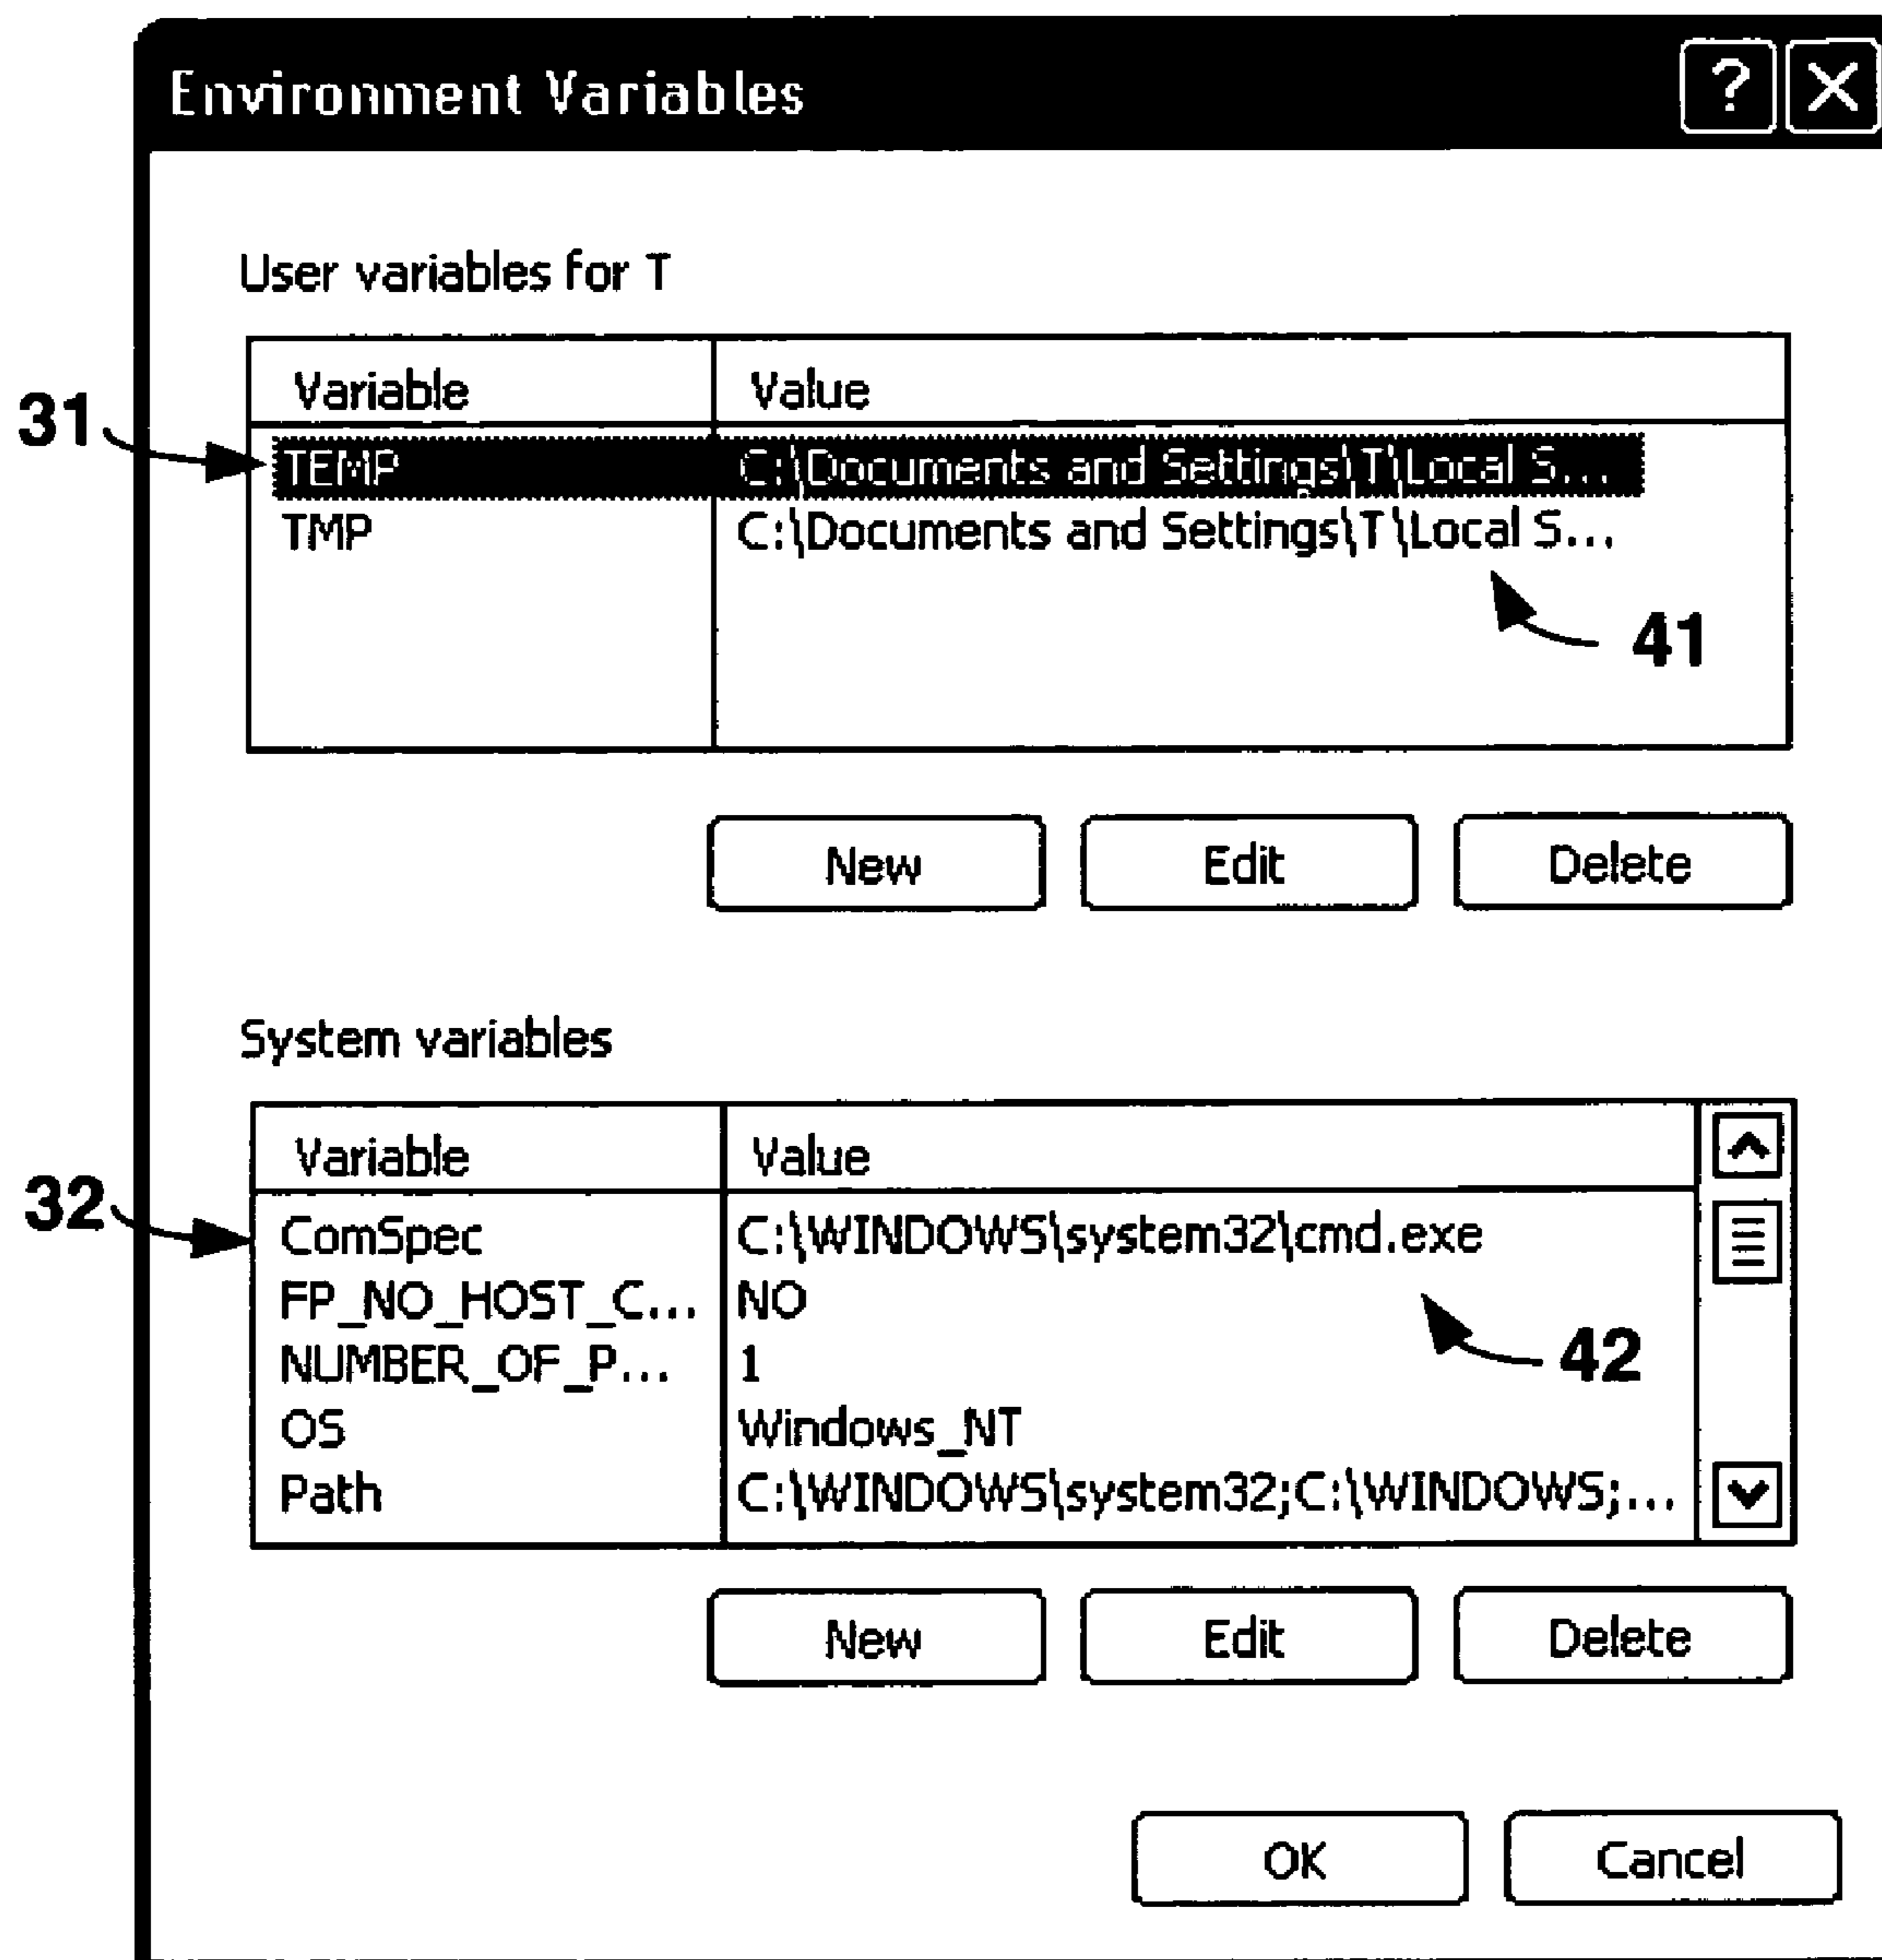 Environment Variables ? X
User variables for T
Variable Value
31
TEMP C:\Documents and Settings\T\Local S...
TMP C:\Documents and Settings\T\Local S...
41
New Edit Delete
System variables
Variable Value
32
ComSpec C:\WINDOWS\system32\cmd.exe
FP_NO_HOST_C... NO
NUMBER_OF_P... 1
42
OS Windows_NT
Path C:\WINDOWS\system32;C:\WINDOWS;...
New Edit Delete
OK Cancel